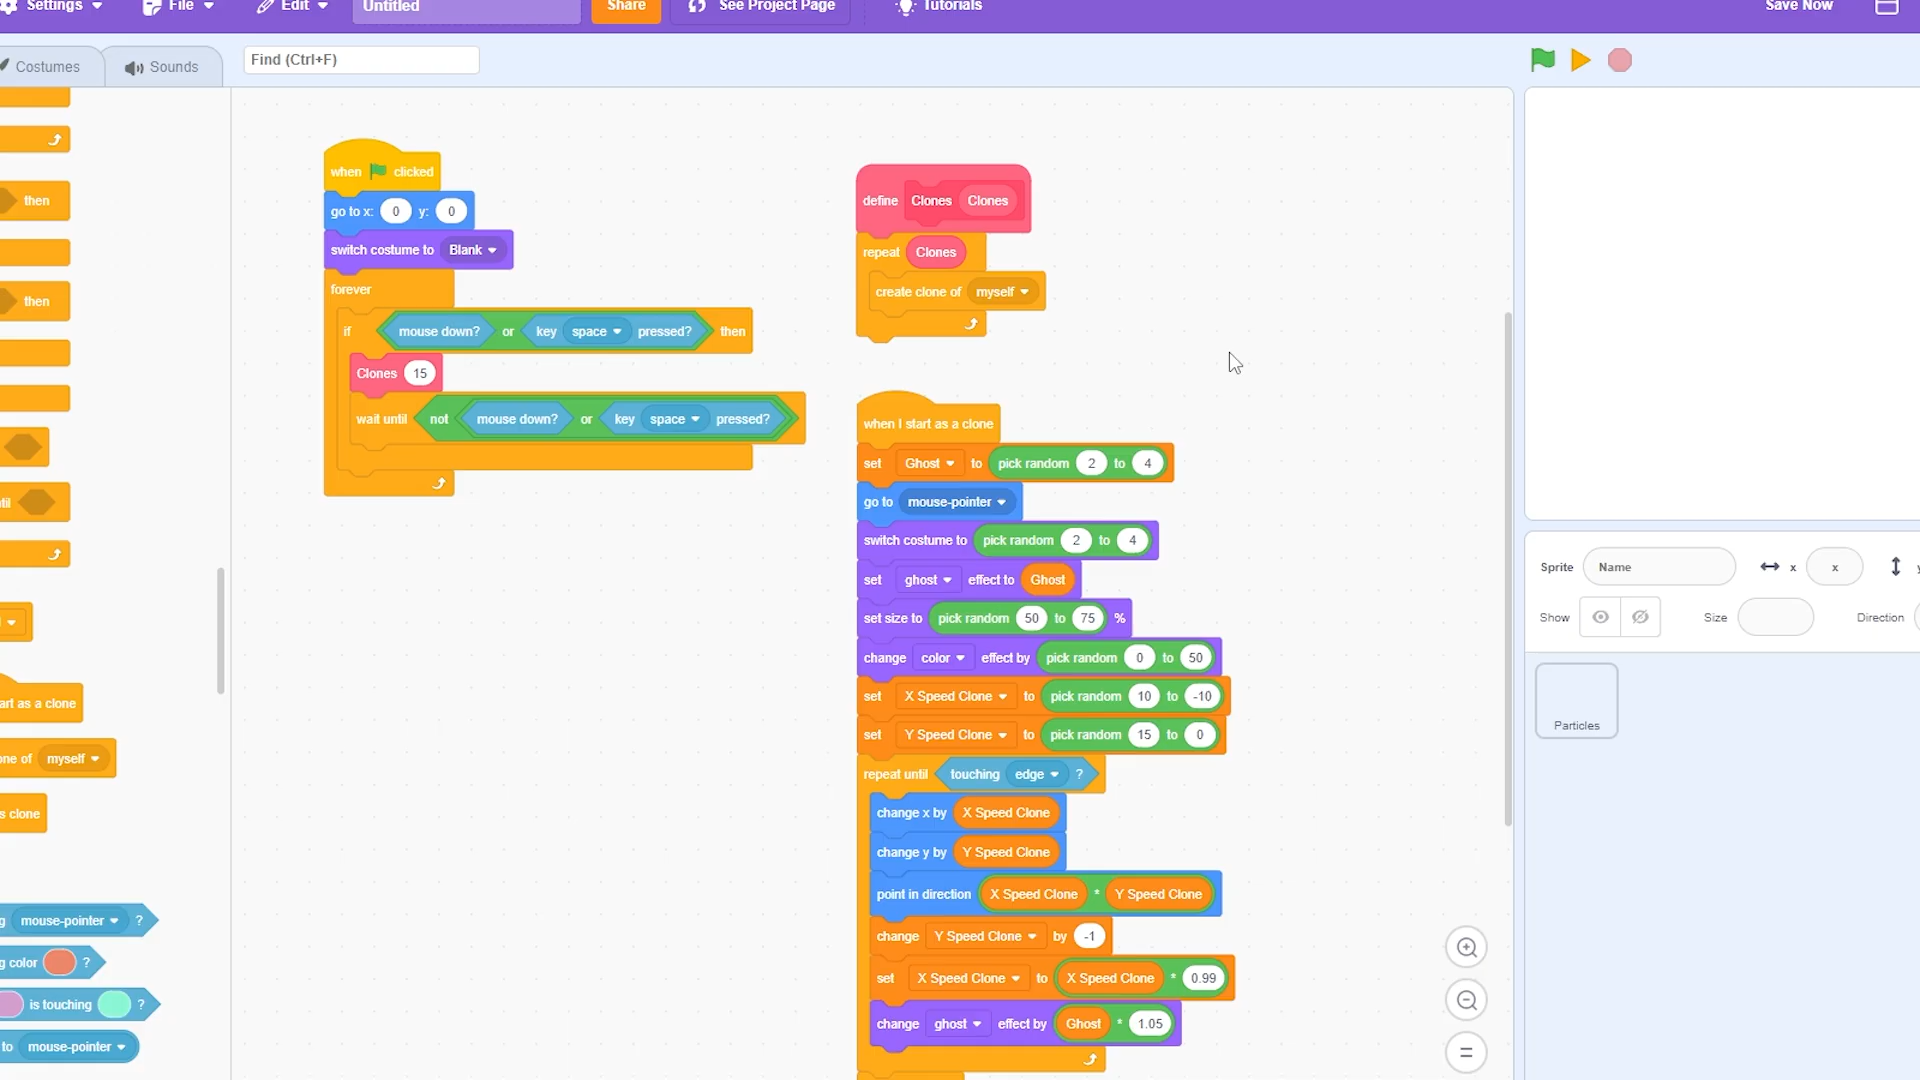 Settings File Edit Untitled Share See Project Page Tutorials Save Now
Costumes Sounds Find (Ctrl+F)
then
then
mouse-pointer ?
color ?
is touching ?
to mouse-pointer
as a clone
of myself
clone
when clicked
go to x: 0 y: 0
switch costume to Blank
forever
if mouse down? or key space pressed? then
Clones 15
wait until not mouse down? or key space pressed?
define Clones Clones
repeat Clones
create clone of myself
when I start as a clone
set Ghost to pick random 2 to 4
go to mouse-pointer
switch costume to pick random 2 to 4
set ghost effect to Ghost
set size to pick random 50 to 75 %
change color effect by pick random 0 to 50
set X Speed Clone to pick random 10 to -10
set Y Speed Clone to pick random 15 to 0
repeat until touching edge ?
change x by X Speed Clone
change y by Y Speed Clone
point in direction X Speed Clone * Y Speed Clone
change Y Speed Clone by -1
set X Speed Clone to X Speed Clone * 0.99
change ghost effect by Ghost * 1.05
Sprite Name x x y
Show Size Direction
Particles